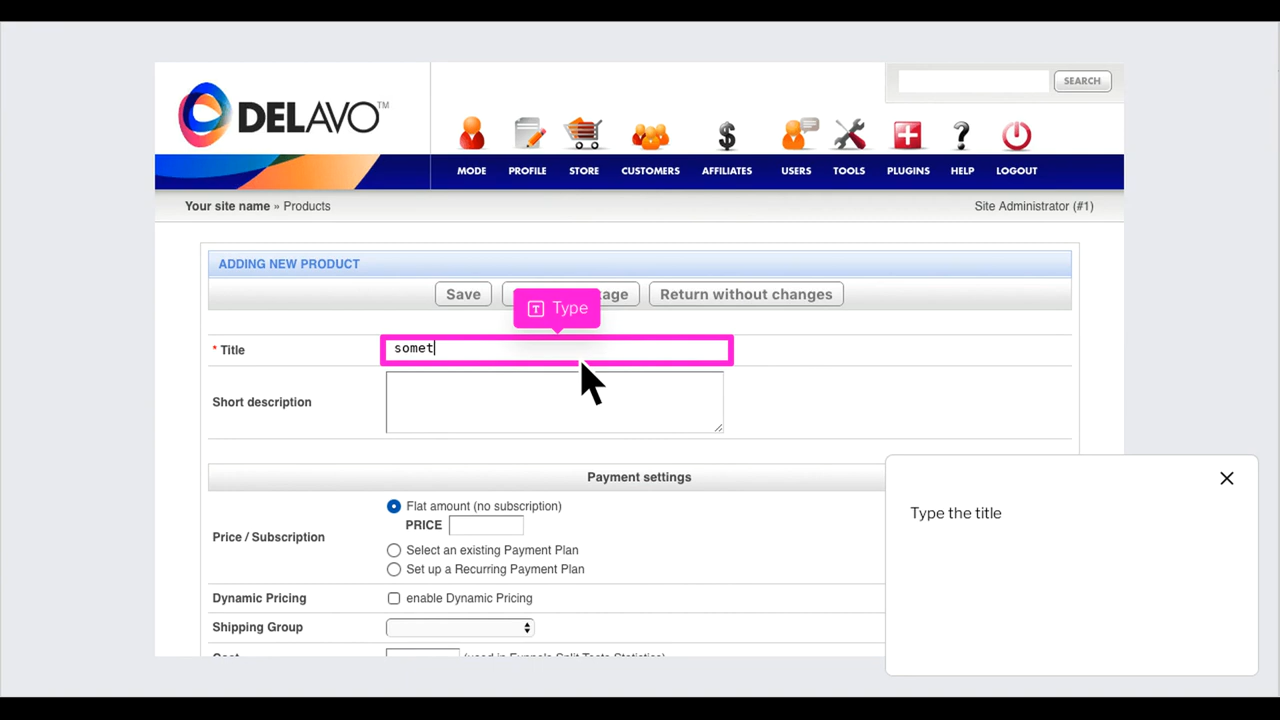 DELAVO™
SEARCH
MODE PROFILE STORE CUSTOMERS AFFILIATES USERS TOOLS PLUGINS HELP LOGOUT
Your site name » Products
Site Administrator (#1)
ADDING NEW PRODUCT
Save
Return without changes
Type
* Title
somet
Short description
Payment settings
Price / Subscription
Flat amount (no subscription)
PRICE
Select an existing Payment Plan
Set up a Recurring Payment Plan
Dynamic Pricing
enable Dynamic Pricing
Shipping Group
Type the title